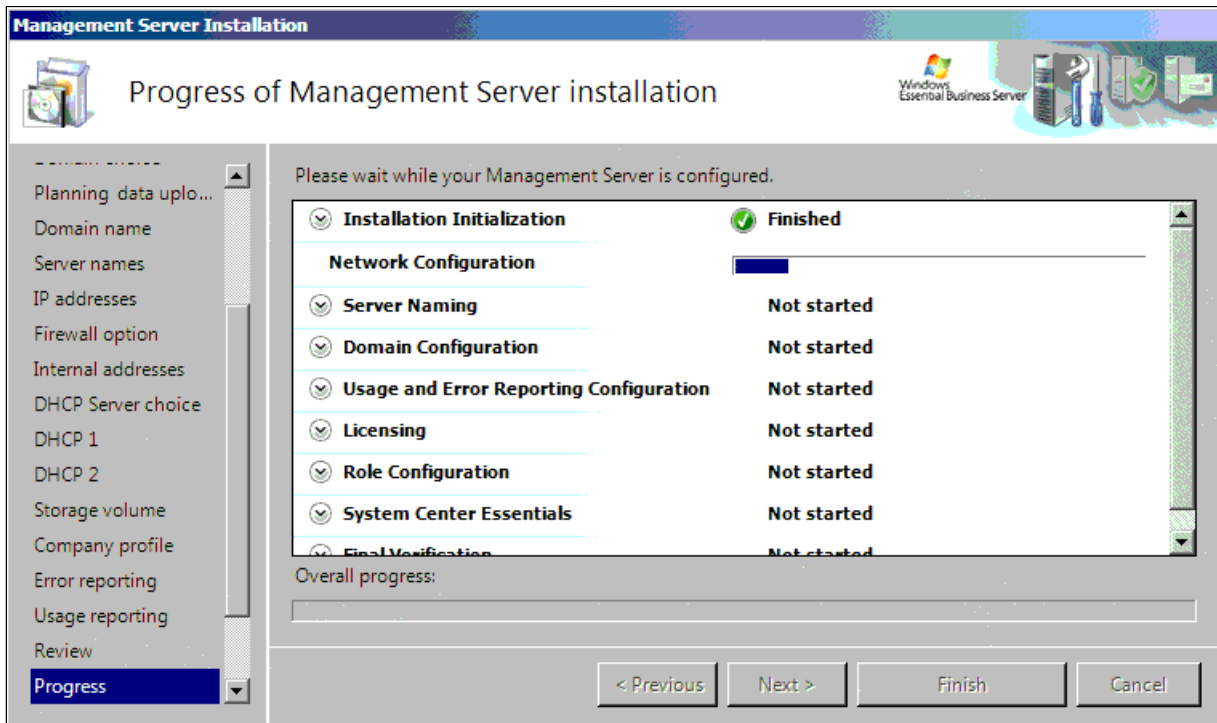 Management Server Installation
Progress of Management Server installation
Windows
Essential Business Server
Planning data uplo...
Domain name
Server names
IP addresses
Firewall option
Internal addresses
DHCP Server choice
DHCP 1
DHCP 2
Storage volume
Company profile
Error reporting
Usage reporting
Review
Progress
Please wait while your Management Server is configured.
Installation Initialization Finished
Network Configuration
Server Naming Not started
Domain Configuration Not started
Usage and Error Reporting Configuration Not started
Licensing Not started
Role Configuration Not started
System Center Essentials Not started
Final Verification Not started
Overall progress:
< Previous Next > Finish Cancel